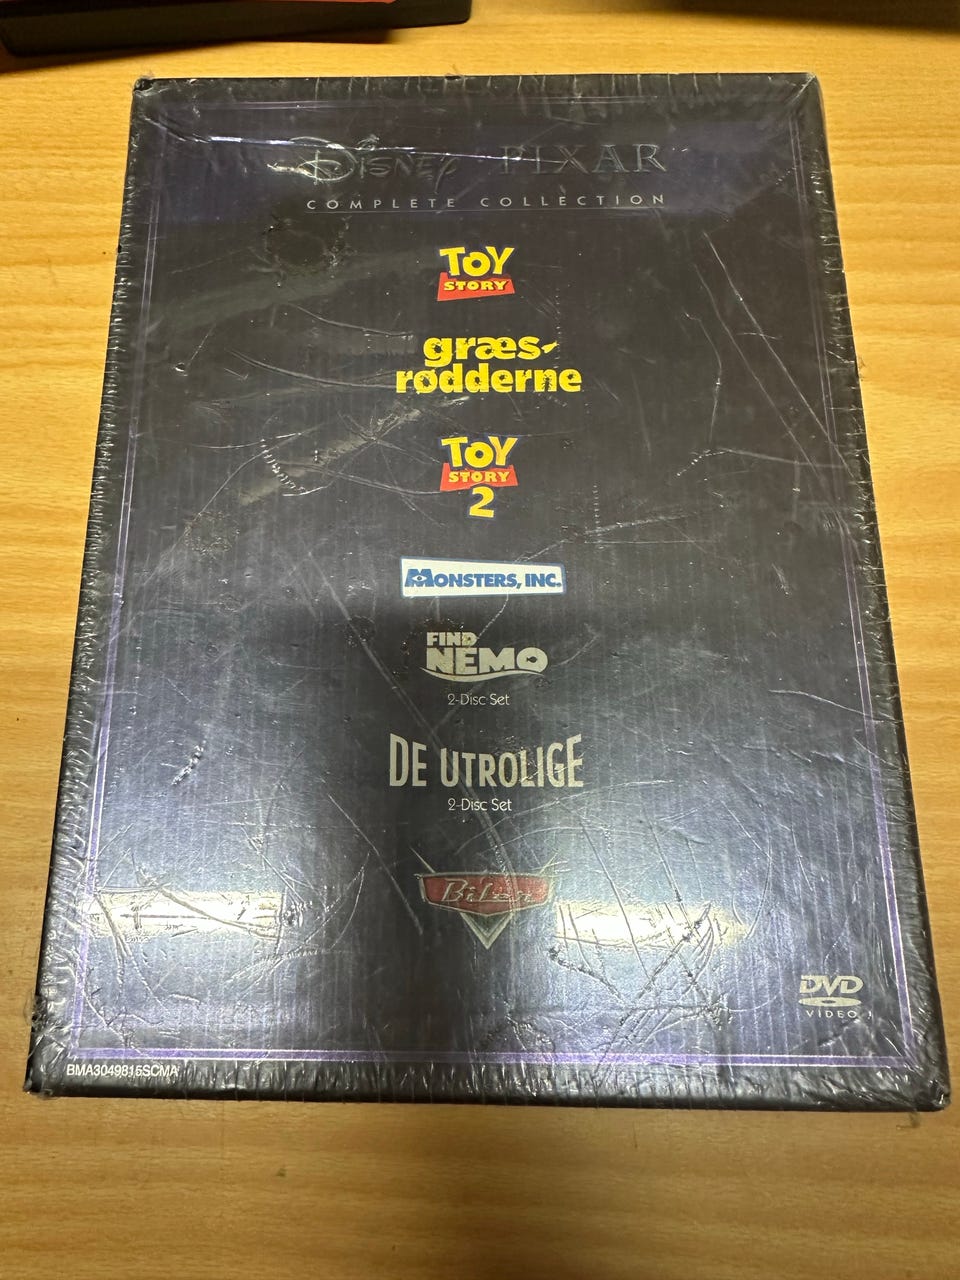 Disney PIXAR
COMPLETE COLLECTION
TOY
STORY
græs-
rødderne
TOY
STORY
2
MONSTERS, INC.
FIND
NEMO
2-Disc Set
DE UTROLIGE
2-Disc Set
Biler
DVD
VIDEO
BMA3049815SCMA